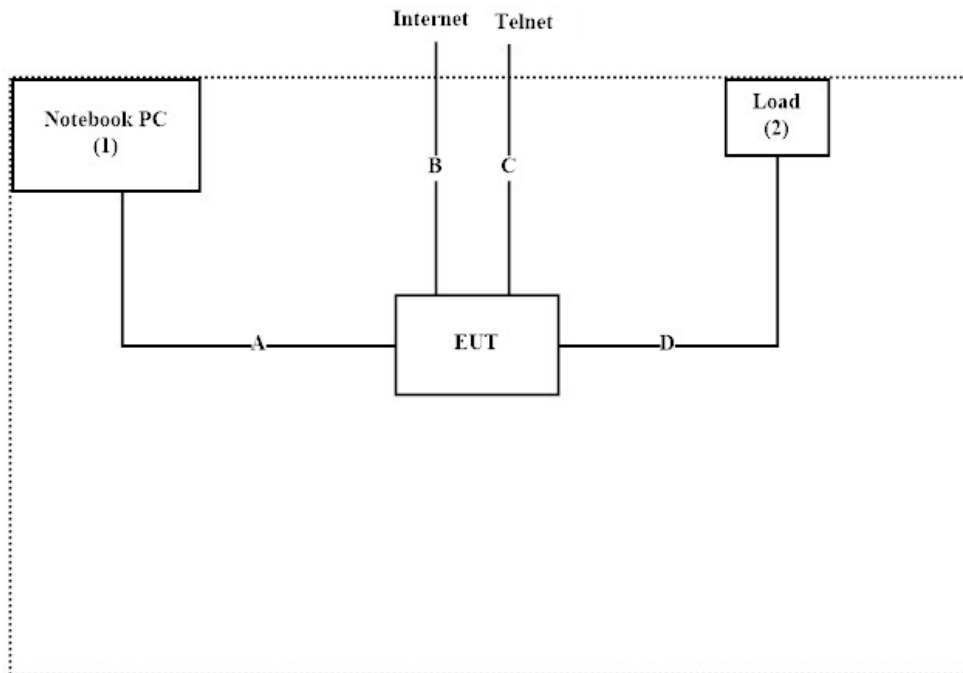 Internet
Telnet
Notebook PC
(1)
Load
(2)
B
C
A
EUT
D